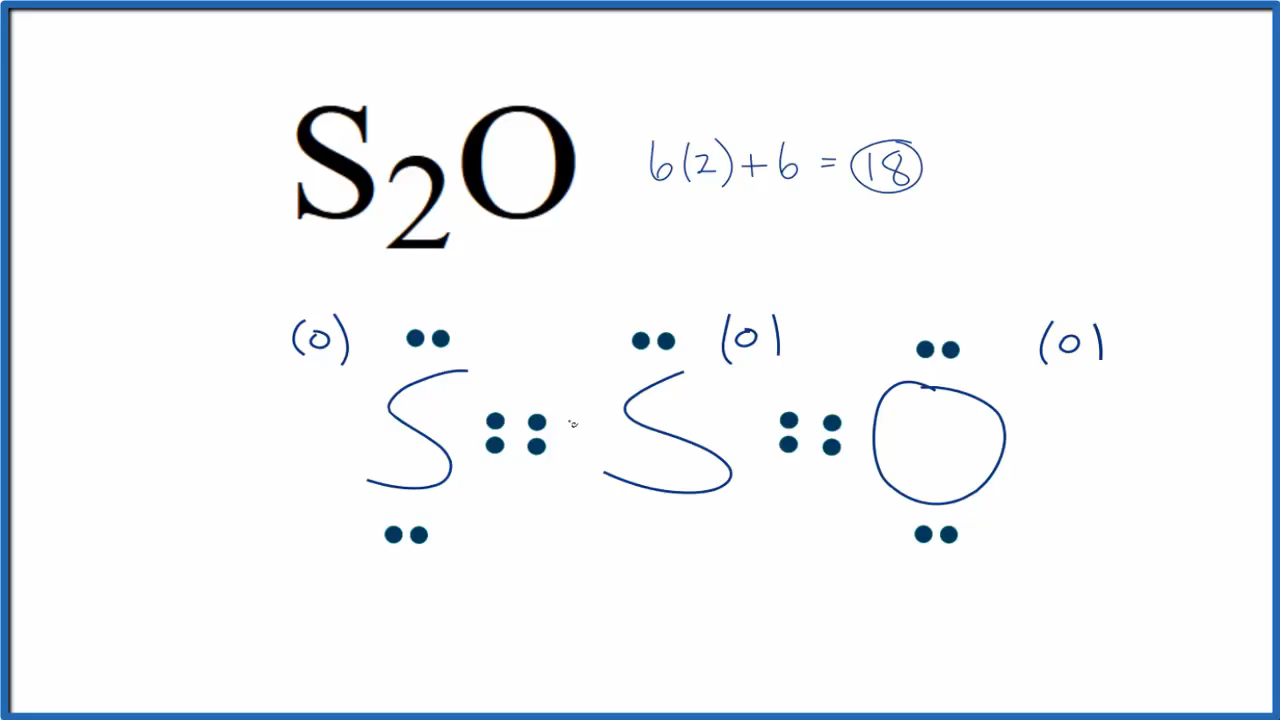 S₂O 6(2)+6 = 18
(0) (0) (0)
S S O